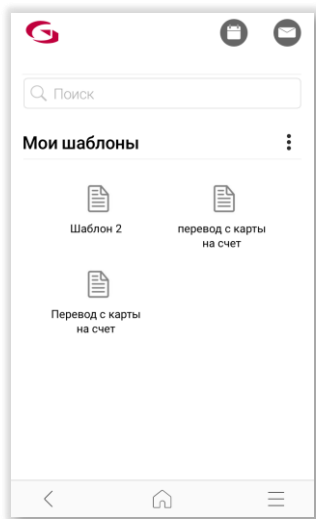 Поиск
Мои шаблоны
Шаблон 2
перевод с карты
на счет
Перевод с карты
на счет